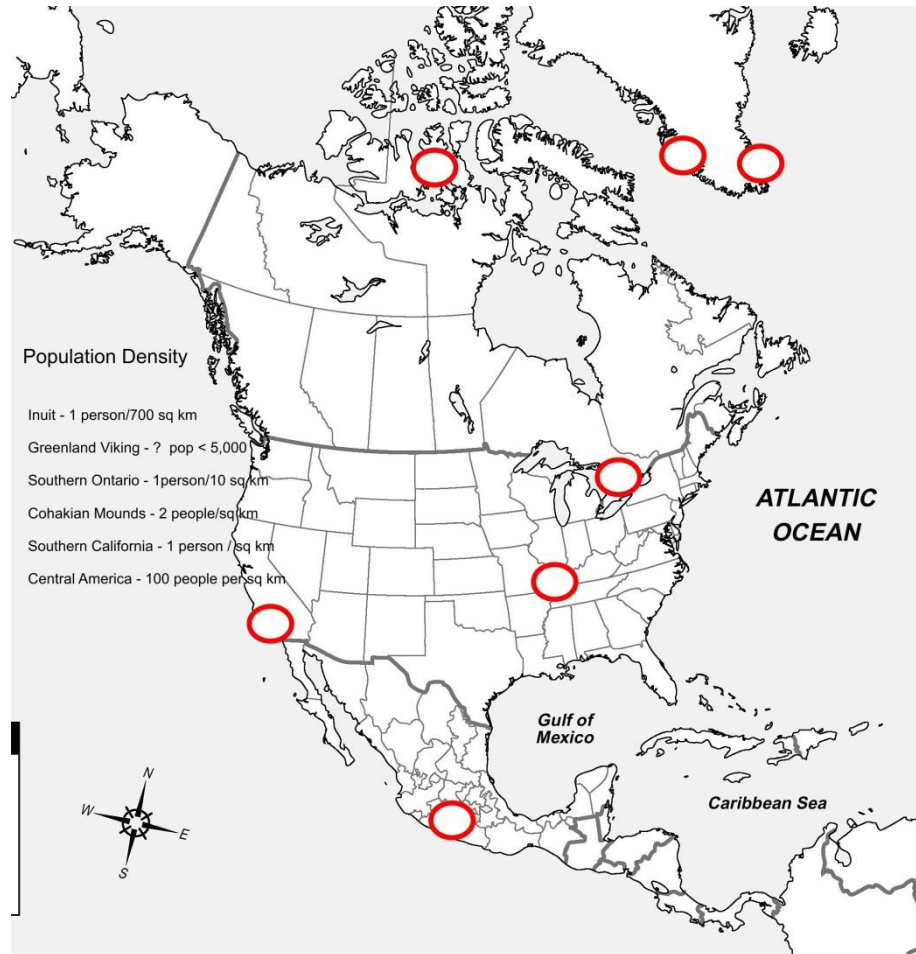 Population Density
Inuit - 1 person/700 sq km
Greenland Viking - ? pop < 5,000
Southern Ontario - 1person/10 sq km
Cohakian Mounds - 2 people/sq km
Southern California - 1 person / sq km
Central America - 100 people per sq km
ATLANTIC
OCEAN
Gulf of
Mexico
Caribbean Sea
N
W
E
S